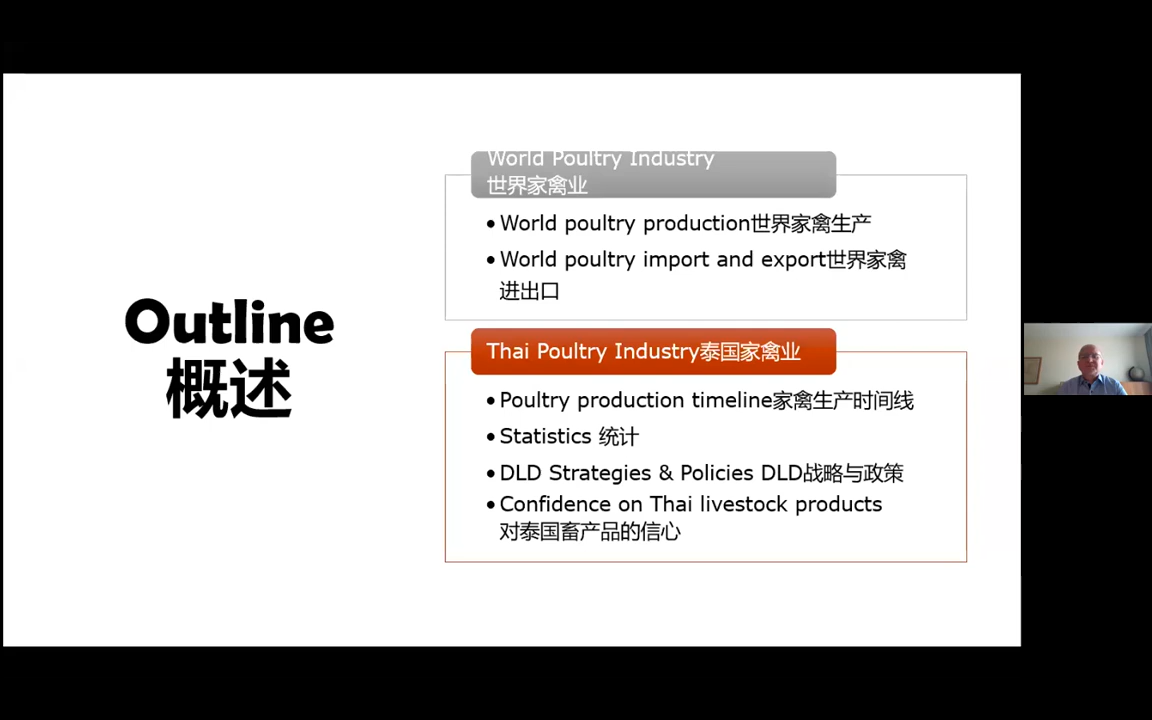 Outline
概述
World Poultry Industry
世界家禽业
•World poultry production世界家禽生产
•World poultry import and export世界家禽
进出口
Thai Poultry Industry泰国家禽业
•Poultry production timeline家禽生产时间线
•Statistics 统计
•DLD Strategies & Policies DLD战略与政策
•Confidence on Thai livestock products
对泰国畜产品的信心